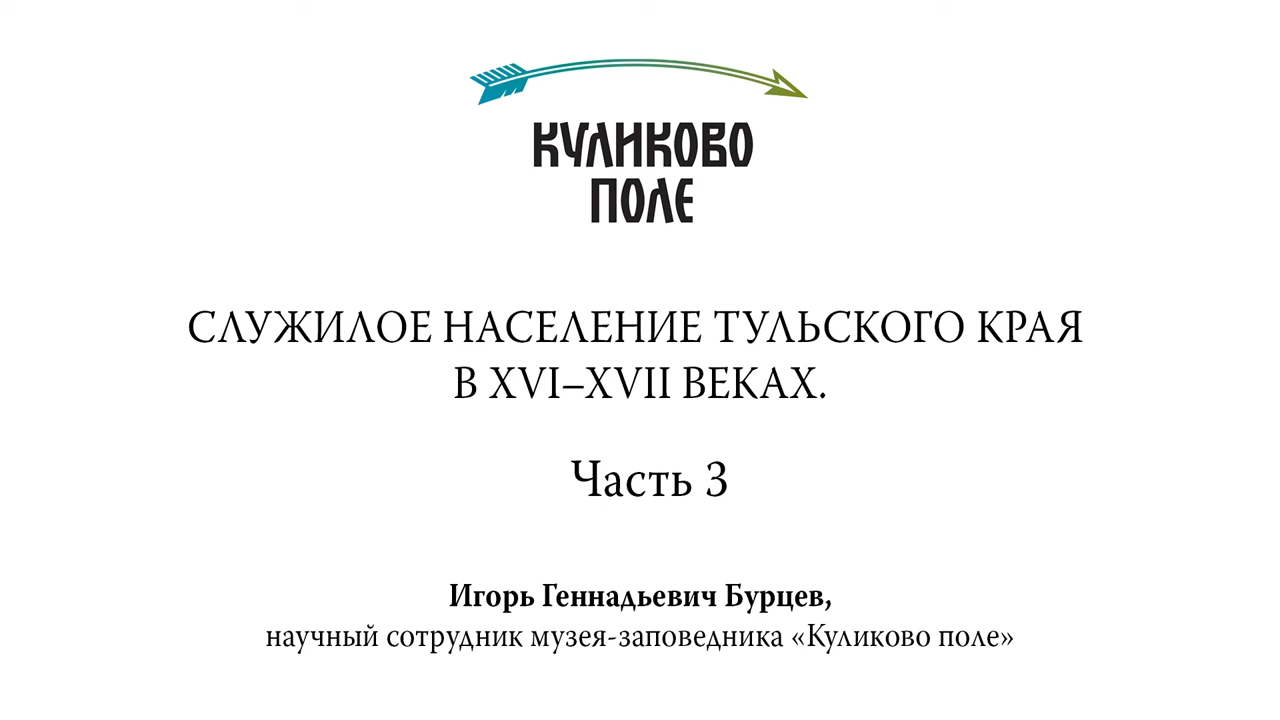 КУЛИКОВО
ПОЛЕ
СЛУЖИЛОЕ НАСЕЛЕНИЕ ТУЛЬСКОГО КРАЯ
В XVI–XVII ВЕКАХ.
Часть 3
Игорь Геннадьевич Бурцев,
научный сотрудник музея-заповедника «Куликово поле»